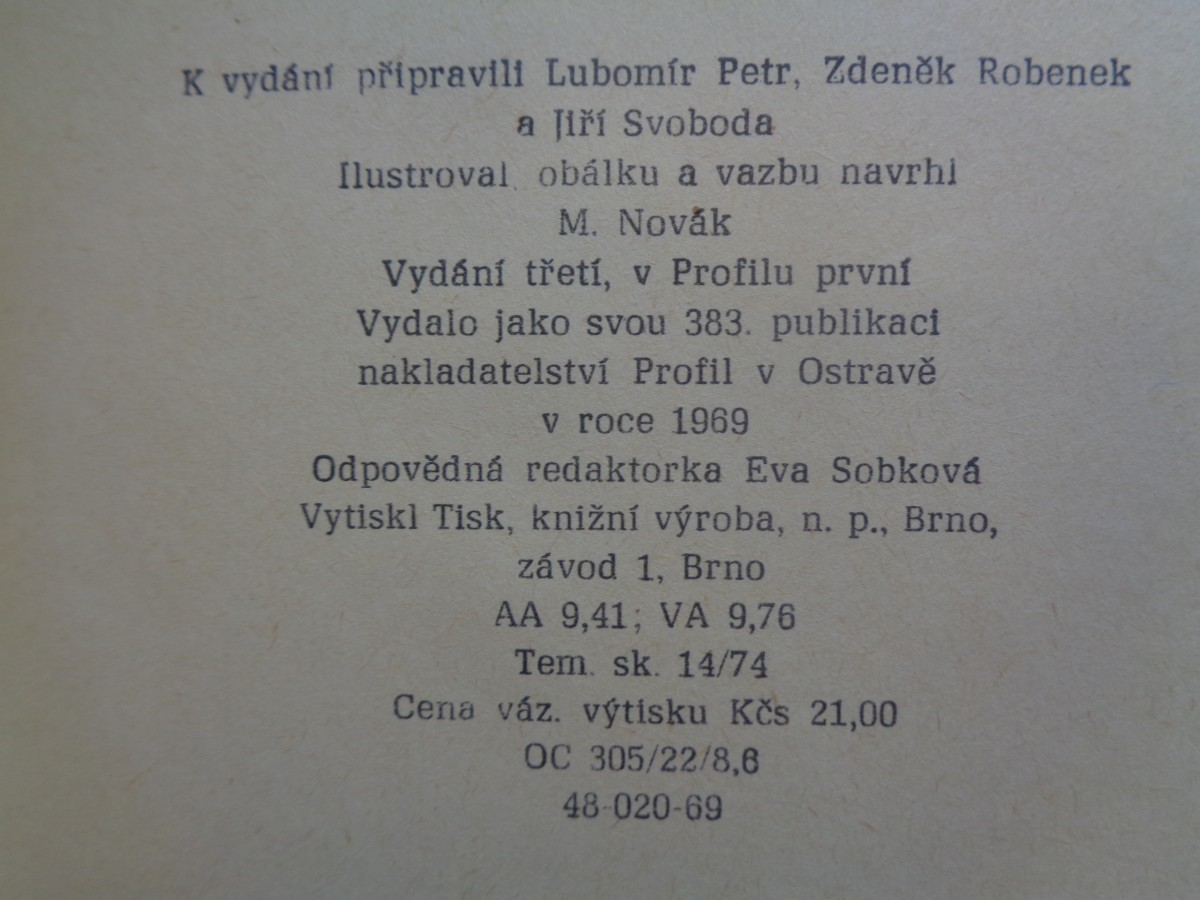 K vydání připravili Lubomír Petr, Zdeněk Robenek
a Jiří Svoboda
Ilustroval, obálku a vazbu navrhl
M. Novák
Vydání třetí, v Profilu první
Vydalo jako svou 383. publikaci
nakladatelství Profil v Ostravě
v roce 1969
Odpovědná redaktorka Eva Sobková
Vytiskl Tisk, knižní výroba, n. p., Brno,
závod 1, Brno
AA 9,41; VA 9,76
Tem. sk. 14/74
Cena váz. výtisku Kčs 21,00
OC 305/22/8,6
48-020-69